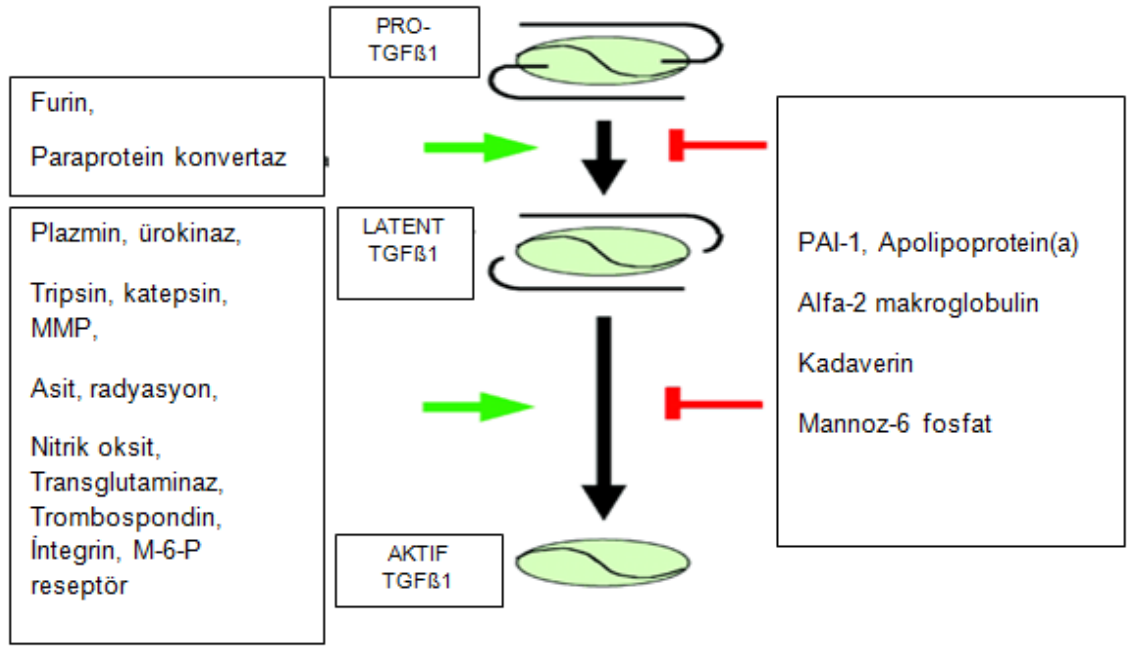 PRO-
TGFß1
Furin,
Paraprotein konvertaz
Plazmin, ürokinaz,
Tripsin, katepsin,
MMP,
Asit, radyasyon,
Nitrik oksit,
Transglutaminaz,
Trombospondin,
Íntegrin, M-6-P
reseptör
LATENT
TGFß1
PAI-1, Apolipoprotein(a)
Alfa-2 makroglobulin
Kadaverin
Mannoz-6 fosfat
AKTIF
TGFß1